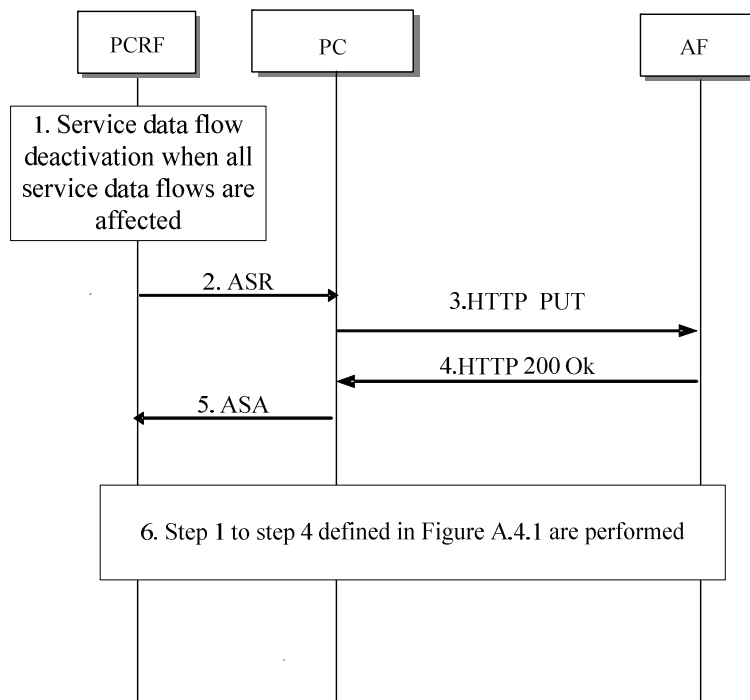 PCRF
PC
AF
1. Service data flow
deactivation when all
service data flows are
affected
2. ASR
3.HTTP PUT
4.HTTP 200 Ok
5. ASA
6. Step 1 to step 4 defined in Figure A.4.1 are performed